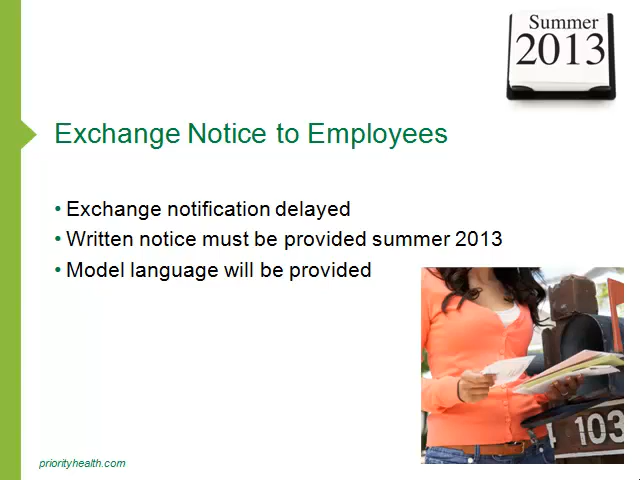 Summer
2013
Exchange Notice to Employees
• Exchange notification delayed
• Written notice must be provided summer 2013
• Model language will be provided
103
priorityhealth.com